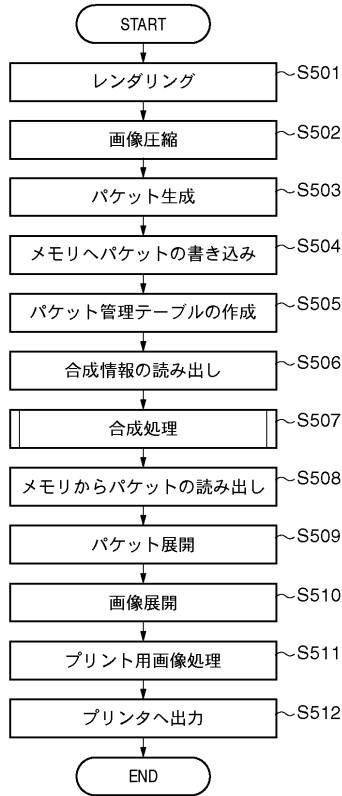 START
レンダリング S501
画像圧縮 S502
パケット生成 S503
メモリへパケットの書き込み S504
パケット管理テーブルの作成 S505
合成情報の読み出し S506
合成処理 S507
メモリからパケットの読み出し S508
パケット展開 S509
画像展開 S510
プリント用画像処理 S511
プリンタへ出力 S512
END